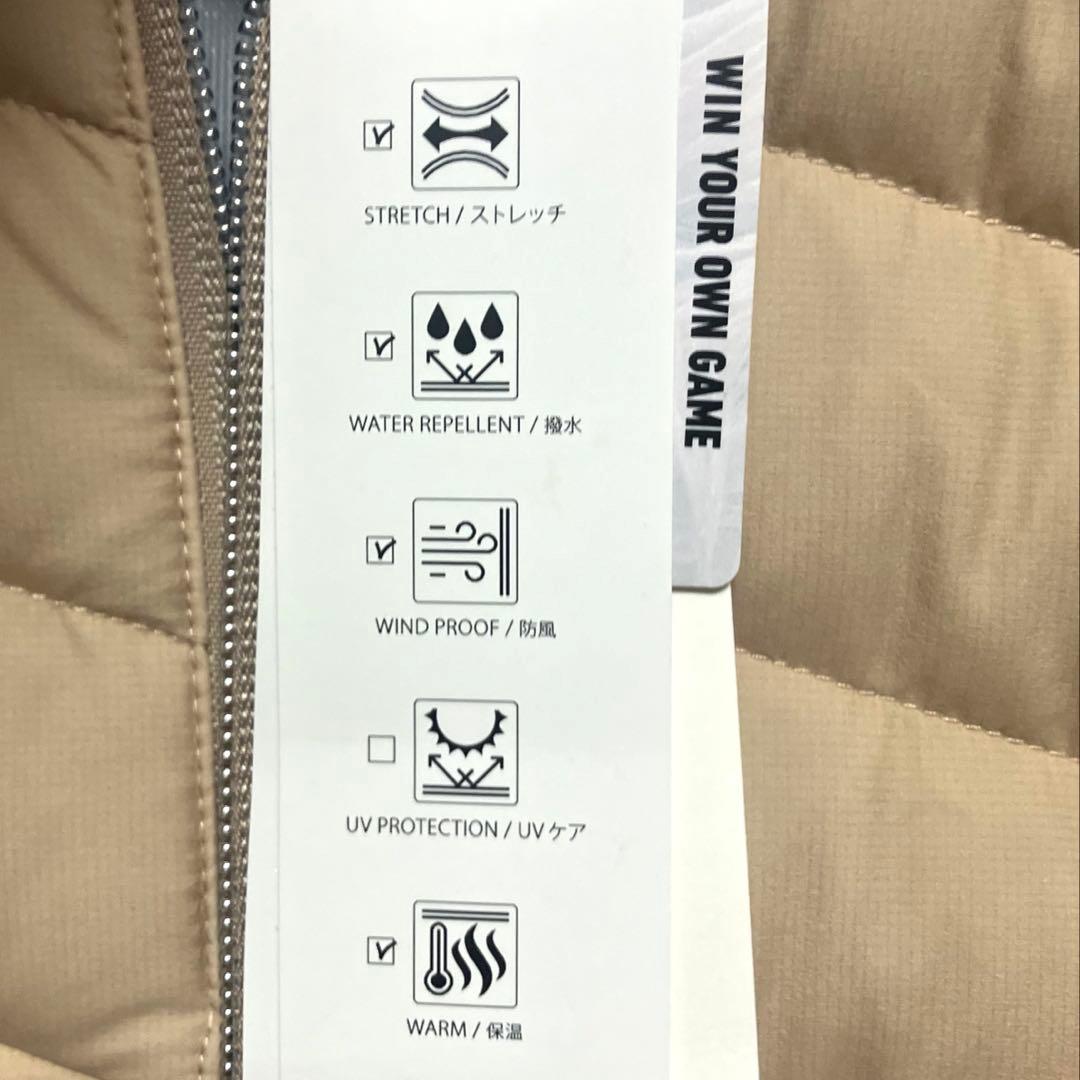 STRETCH / ストレッチ
WATER REPELLENT / 撥水
WIND PROOF / 防風
UV PROTECTION / UVケア
WARM / 保温
WIN YOUR OWN GAME